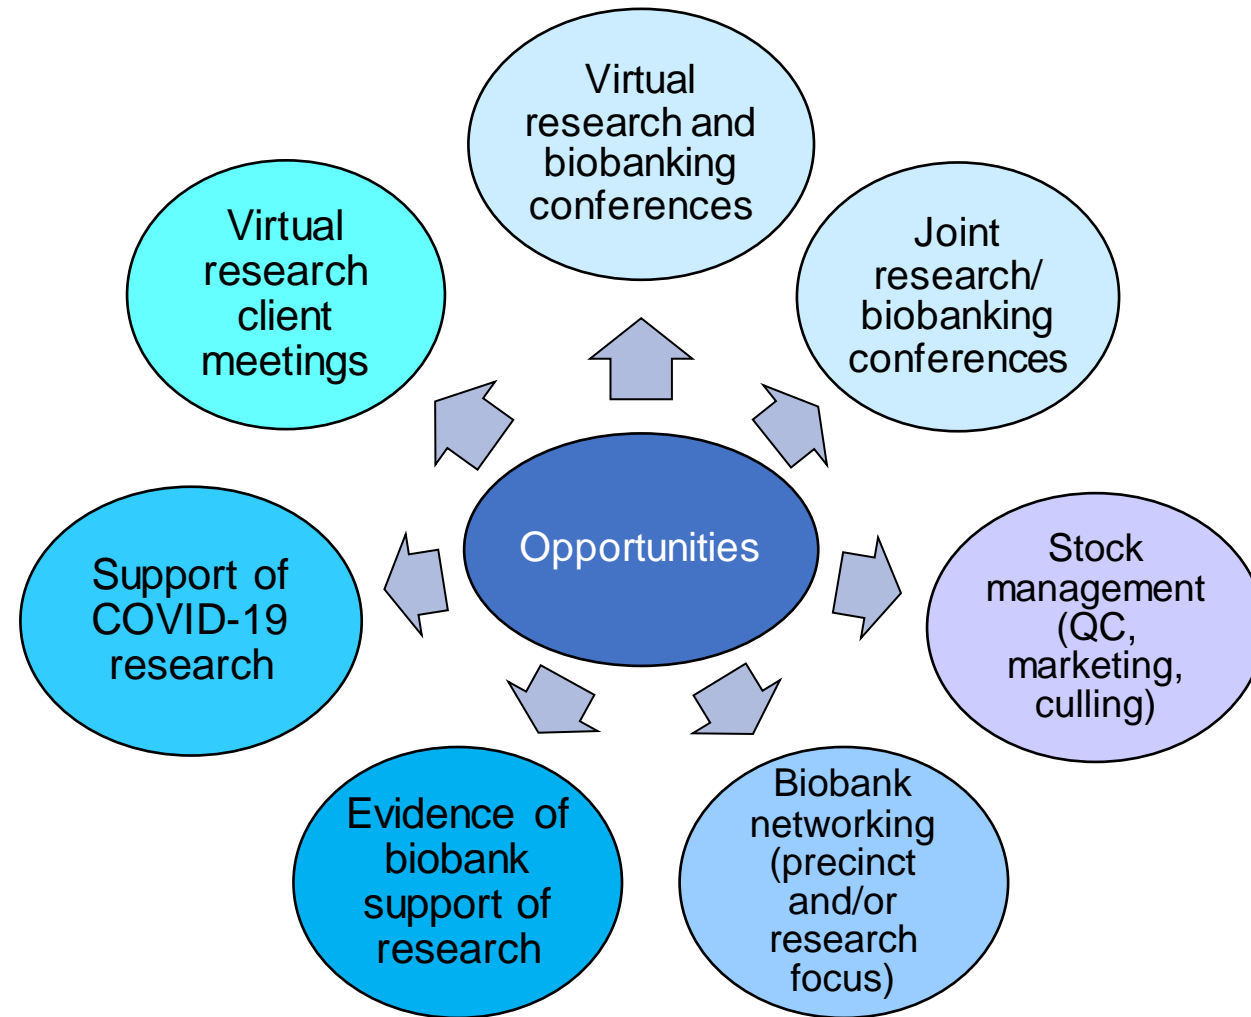 Virtual
research and
biobanking
conferences
Joint
research/
biobanking
conferences
Stock
management
(QC,
marketing,
culling)
Biobank
networking
(precinct
and/or
research
focus)
Evidence of
biobank
support of
research
Support of
COVID-19
research
Virtual
research
client
meetings
Opportunities